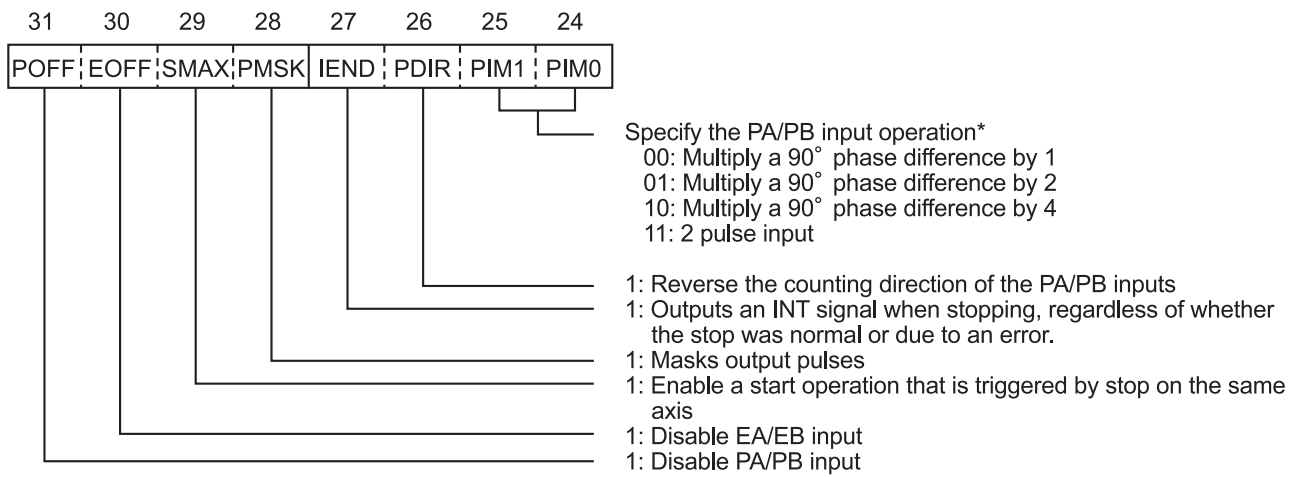 31 30 29 28 27 26 25 24
POFF EOFF SMAX PMSK IEND PDIR PIM1 PIM0
Specify the PA/PB input operation*
00: Multiply a 90° phase difference by 1
01: Multiply a 90° phase difference by 2
10: Multiply a 90° phase difference by 4
11: 2 pulse input
1: Reverse the counting direction of the PA/PB inputs
1: Outputs an INT signal when stopping, regardless of whether
the stop was normal or due to an error.
1: Masks output pulses
1: Enable a start operation that is triggered by stop on the same
axis
1: Disable EA/EB input
1: Disable PA/PB input